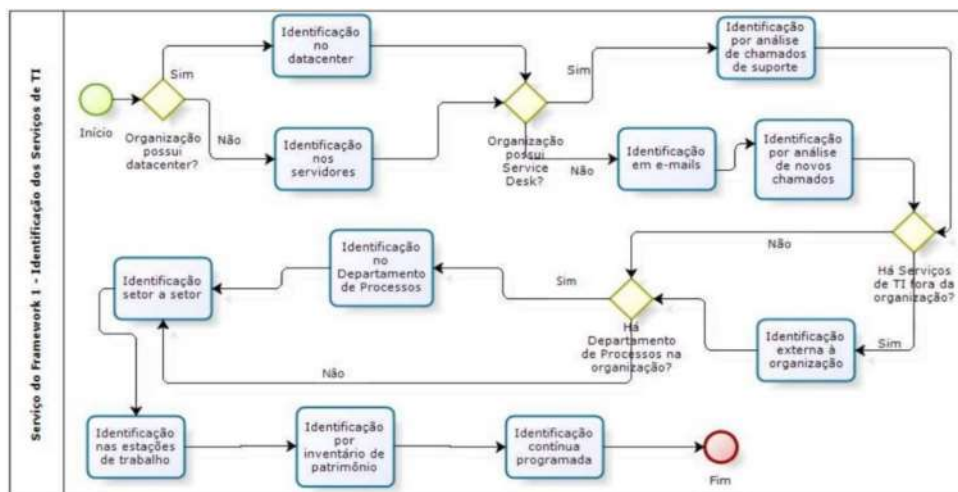 Serviço do Framework 1 - Identificação dos Serviços de TI
Início
Organização
possui
datacenter?
Sim
Identificação
no
datacenter
Não
Identificação
nos
servidores
Organização
possui
Service
Desk?
Sim
Identificação
por análise
de chamados
de suporte
Não
Identificação
em e-mails
Identificação
por análise
de novos
chamados
Há Serviços
de TI fora da
organização?
Não
Sim
Identificação
externa à
organização
Há
Departamento
de Processos na
organização?
Sim
Identificação
no
Departamento
de Processos
Não
Identificação
setor a setor
Identificação
nas estações
de trabalho
Identificação
por
inventário de
patrimônio
Identificação
contínua
programada
Fim